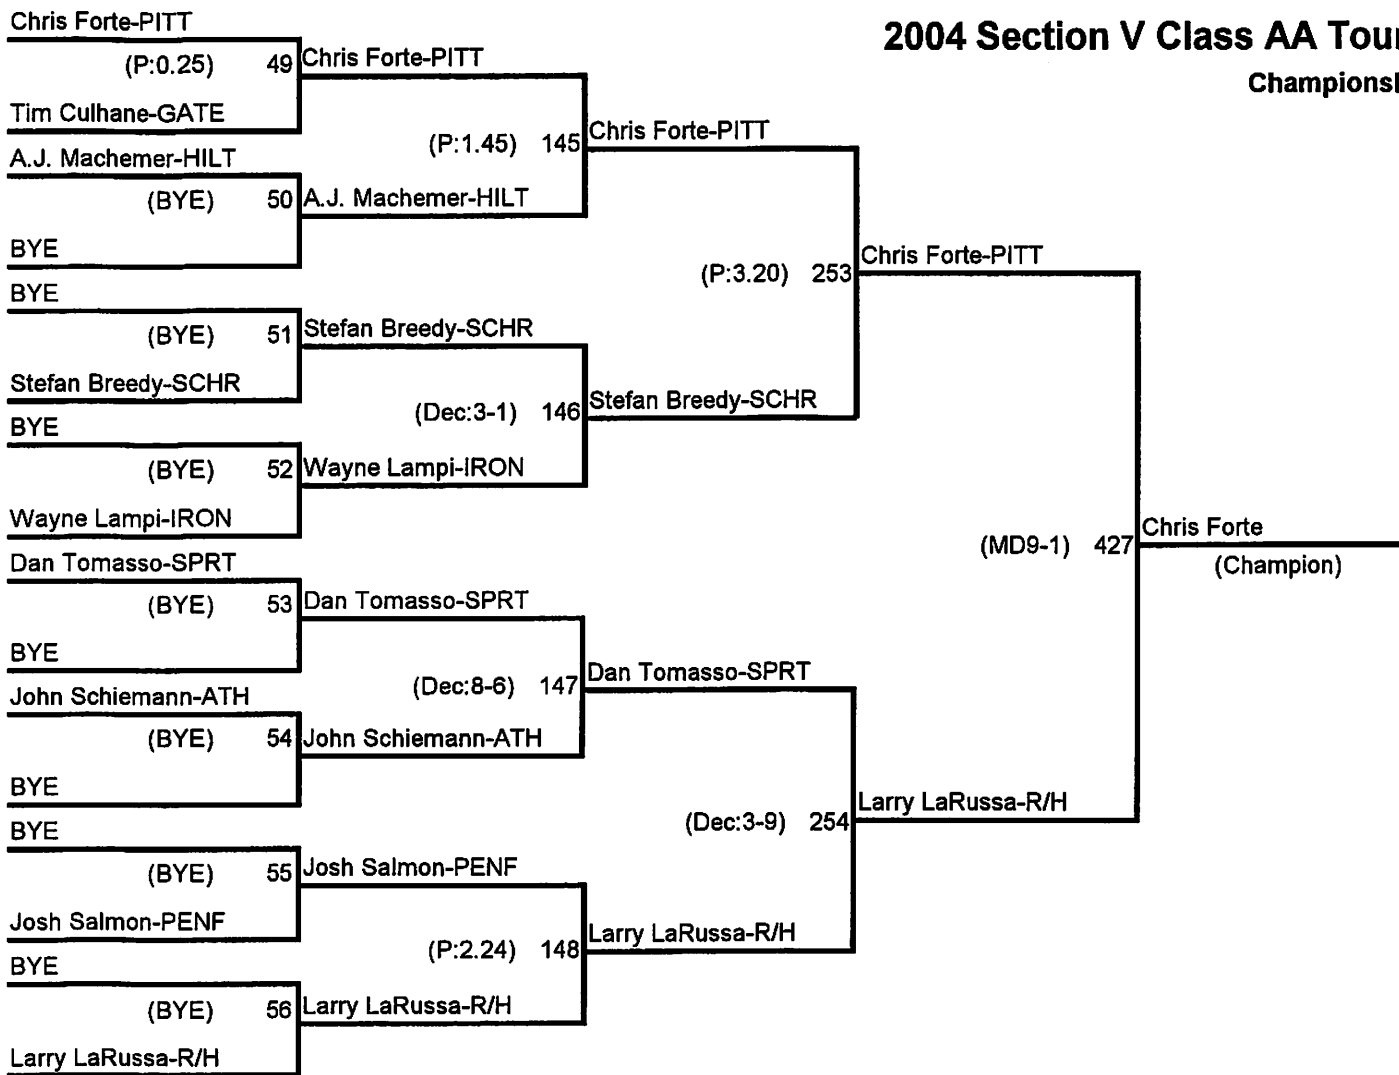 2004 Section V Class AA Tour
Championsl
Chris Forte-PITT
(P:0.25) 49
Tim Culhane-GATE
A.J. Machemer-HILT
(BYE) 50
BYE
BYE
(BYE) 51
Stefan Breedy-SCHR
BYE
(BYE) 52
Wayne Lampi-IRON
Dan Tomasso-SPRT
(BYE) 53
BYE
John Schiemann-ATH
(BYE) 54
BYE
BYE
(BYE) 55
Josh Salmon-PENF
BYE
(BYE) 56
Larry LaRussa-R/H
Chris Forte-PITT
(P:1.45) 145
A.J. Machemer-HILT
Stefan Breedy-SCHR
(Dec:3-1) 146
Wayne Lampi-IRON
Dan Tomasso-SPRT
(Dec:8-6) 147
John Schiemann-ATH
Josh Salmon-PENF
(P:2.24) 148
Larry LaRussa-R/H
Chris Forte-PITT
(P:3.20) 253
Stefan Breedy-SCHR
Dan Tomasso-SPRT
(Dec:3-9) 254
Larry LaRussa-R/H
Chris Forte-PITT
(MD9-1) 427
Larry LaRussa-R/H
Chris Forte
(Champion)